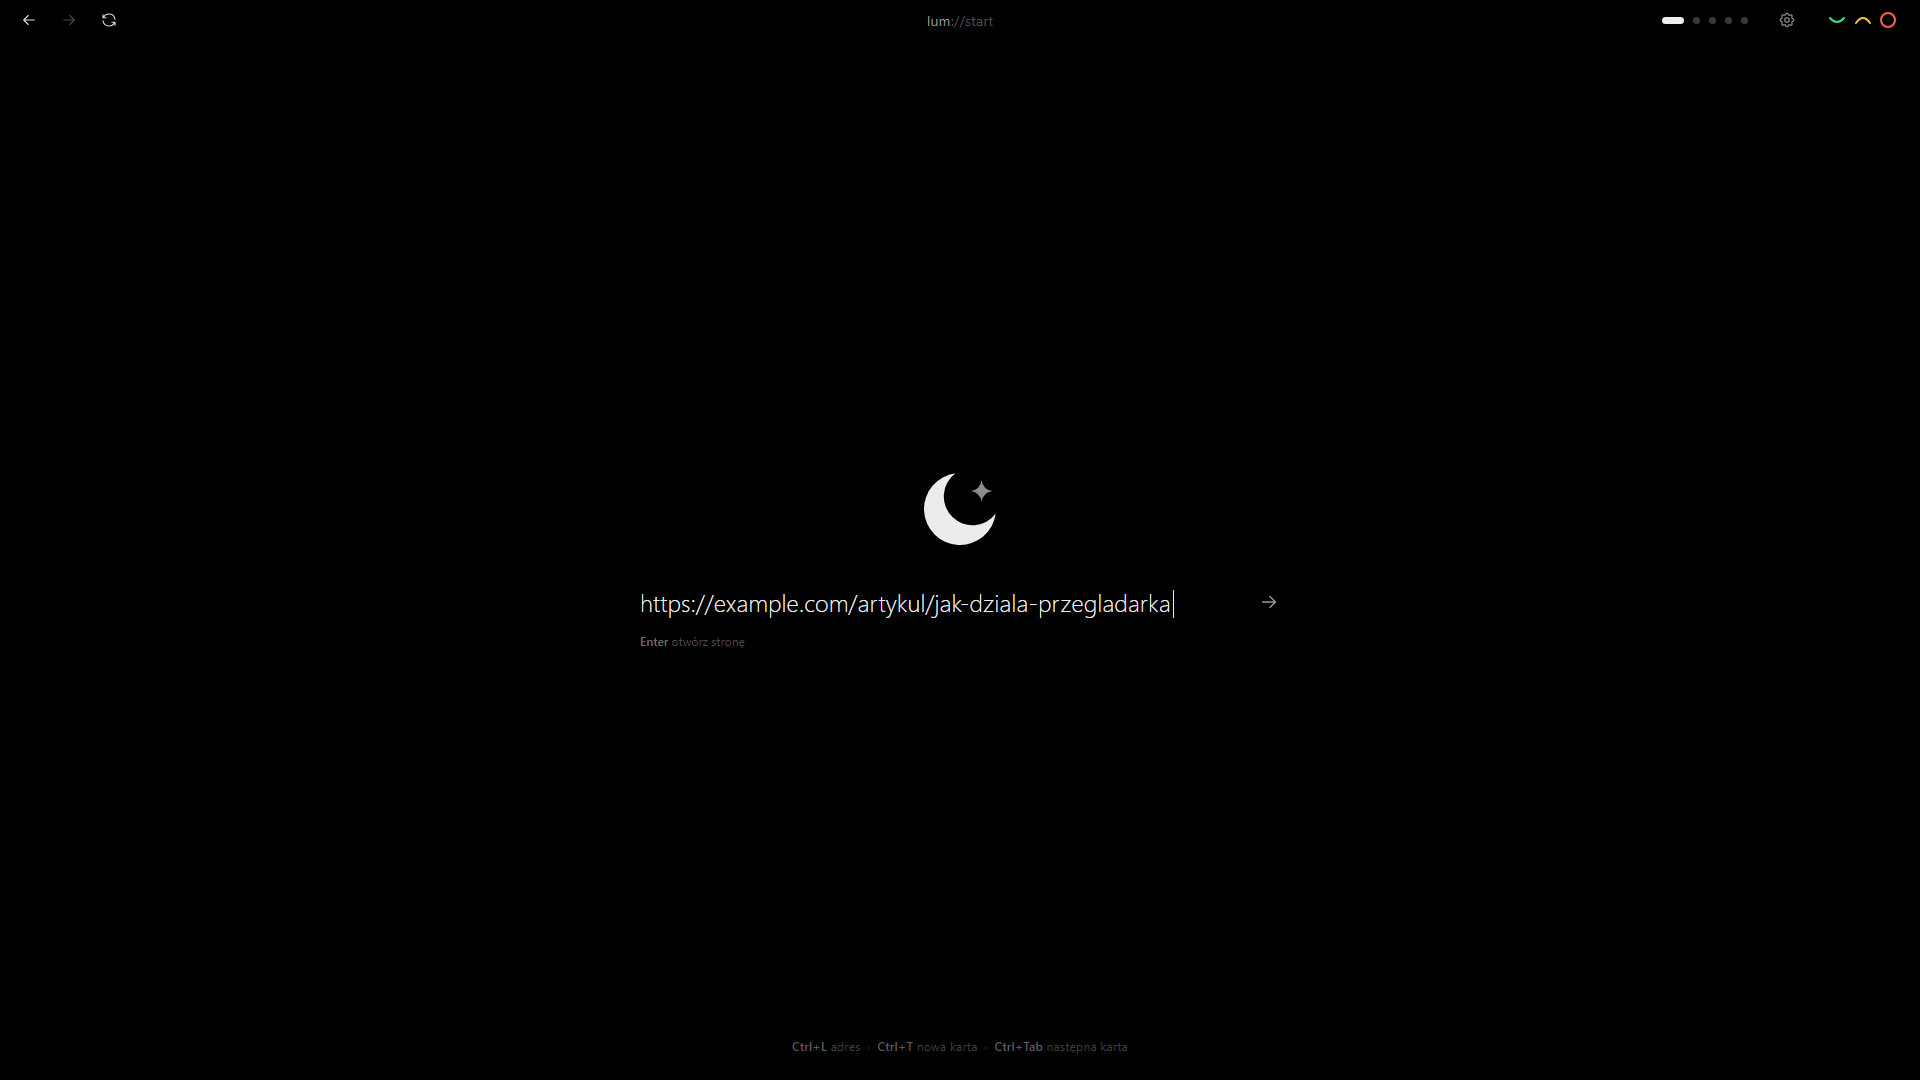 lum://start
https://example.com/artykul/jak-dziala-przegladarka
Enter otwórz stronę
Ctrl+L adres · Ctrl+T nowa karta · Ctrl+Tab następna karta